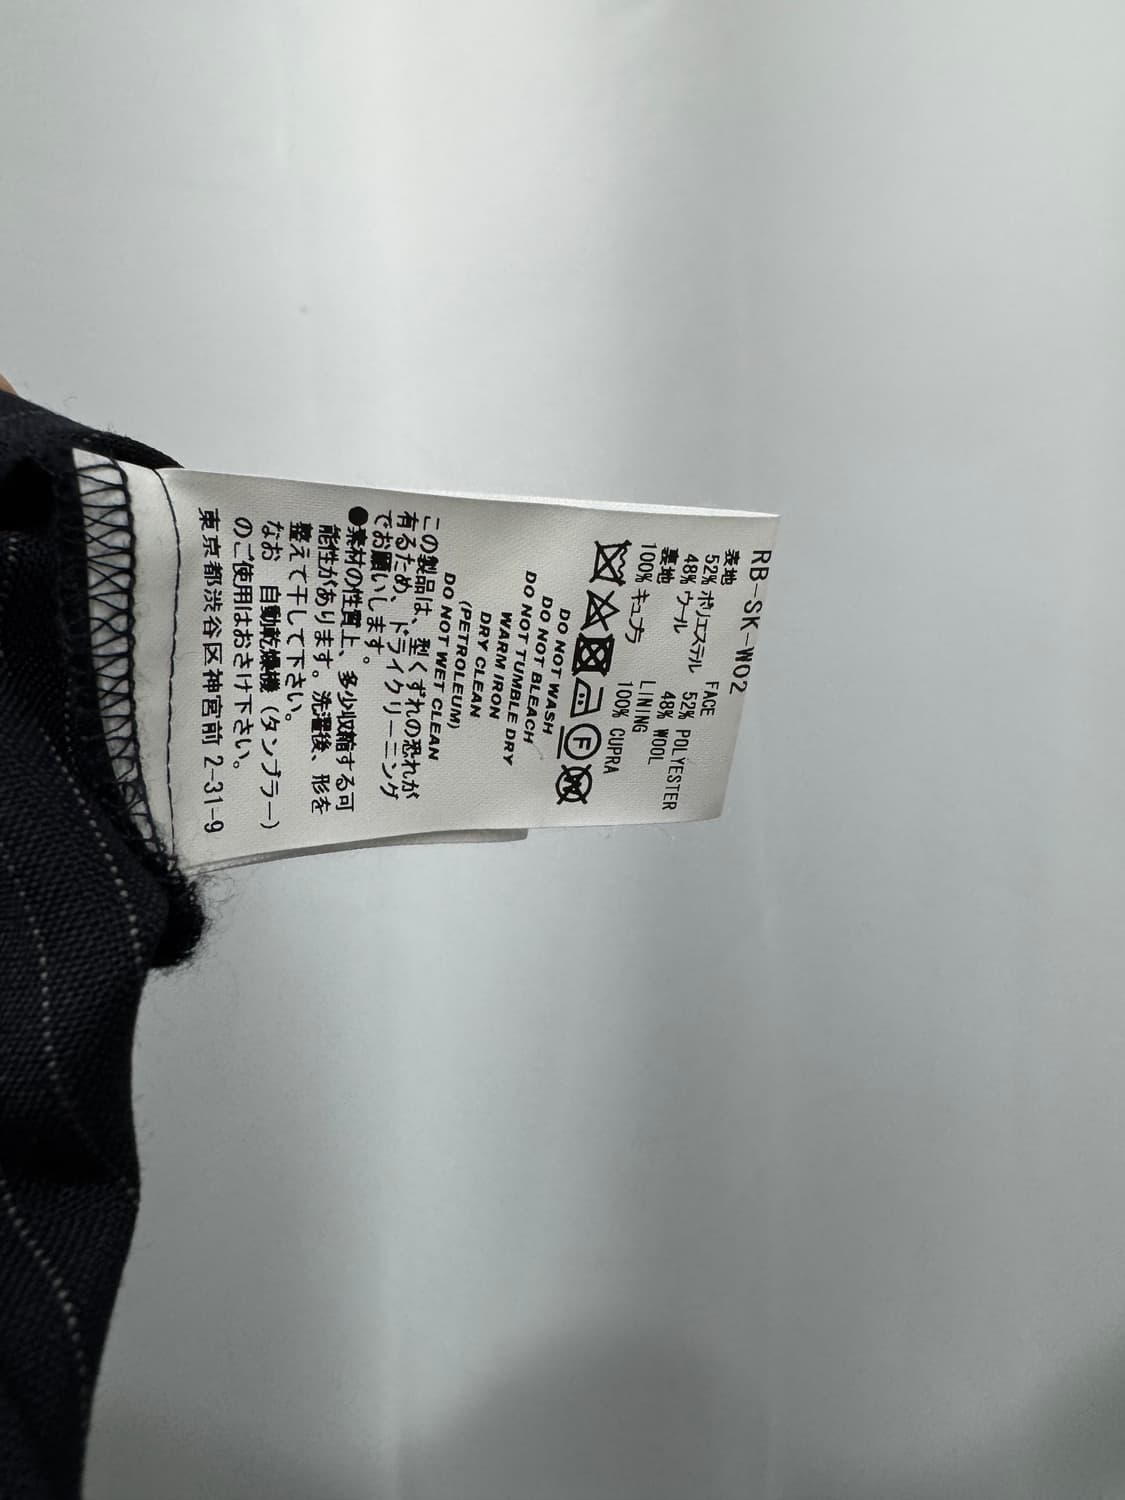 RB-SK-W02
表地 FACE
52% ポリエステル 52% POLYESTER
48% ウール 48% WOOL
裏地 LINING
100% キュプラ 100% CUPRA
F
W
DO NOT WASH
DO NOT BLEACH
DO NOT TUMBLE DRY
WARM IRON
DRY CLEAN
(PETROLEUM)
DO NOT WET CLEAN
この製品は、型くずれの恐れが
有るため、ドライクリーニング
でお願いします。
●素材の性質上、多少収縮する可
能性があります。洗濯後、形を
整えて干して下さい。
なお 自動乾燥機(タンブラー)
のご使用はおさけ下さい。
東京都渋谷区神宮前 2-31-9